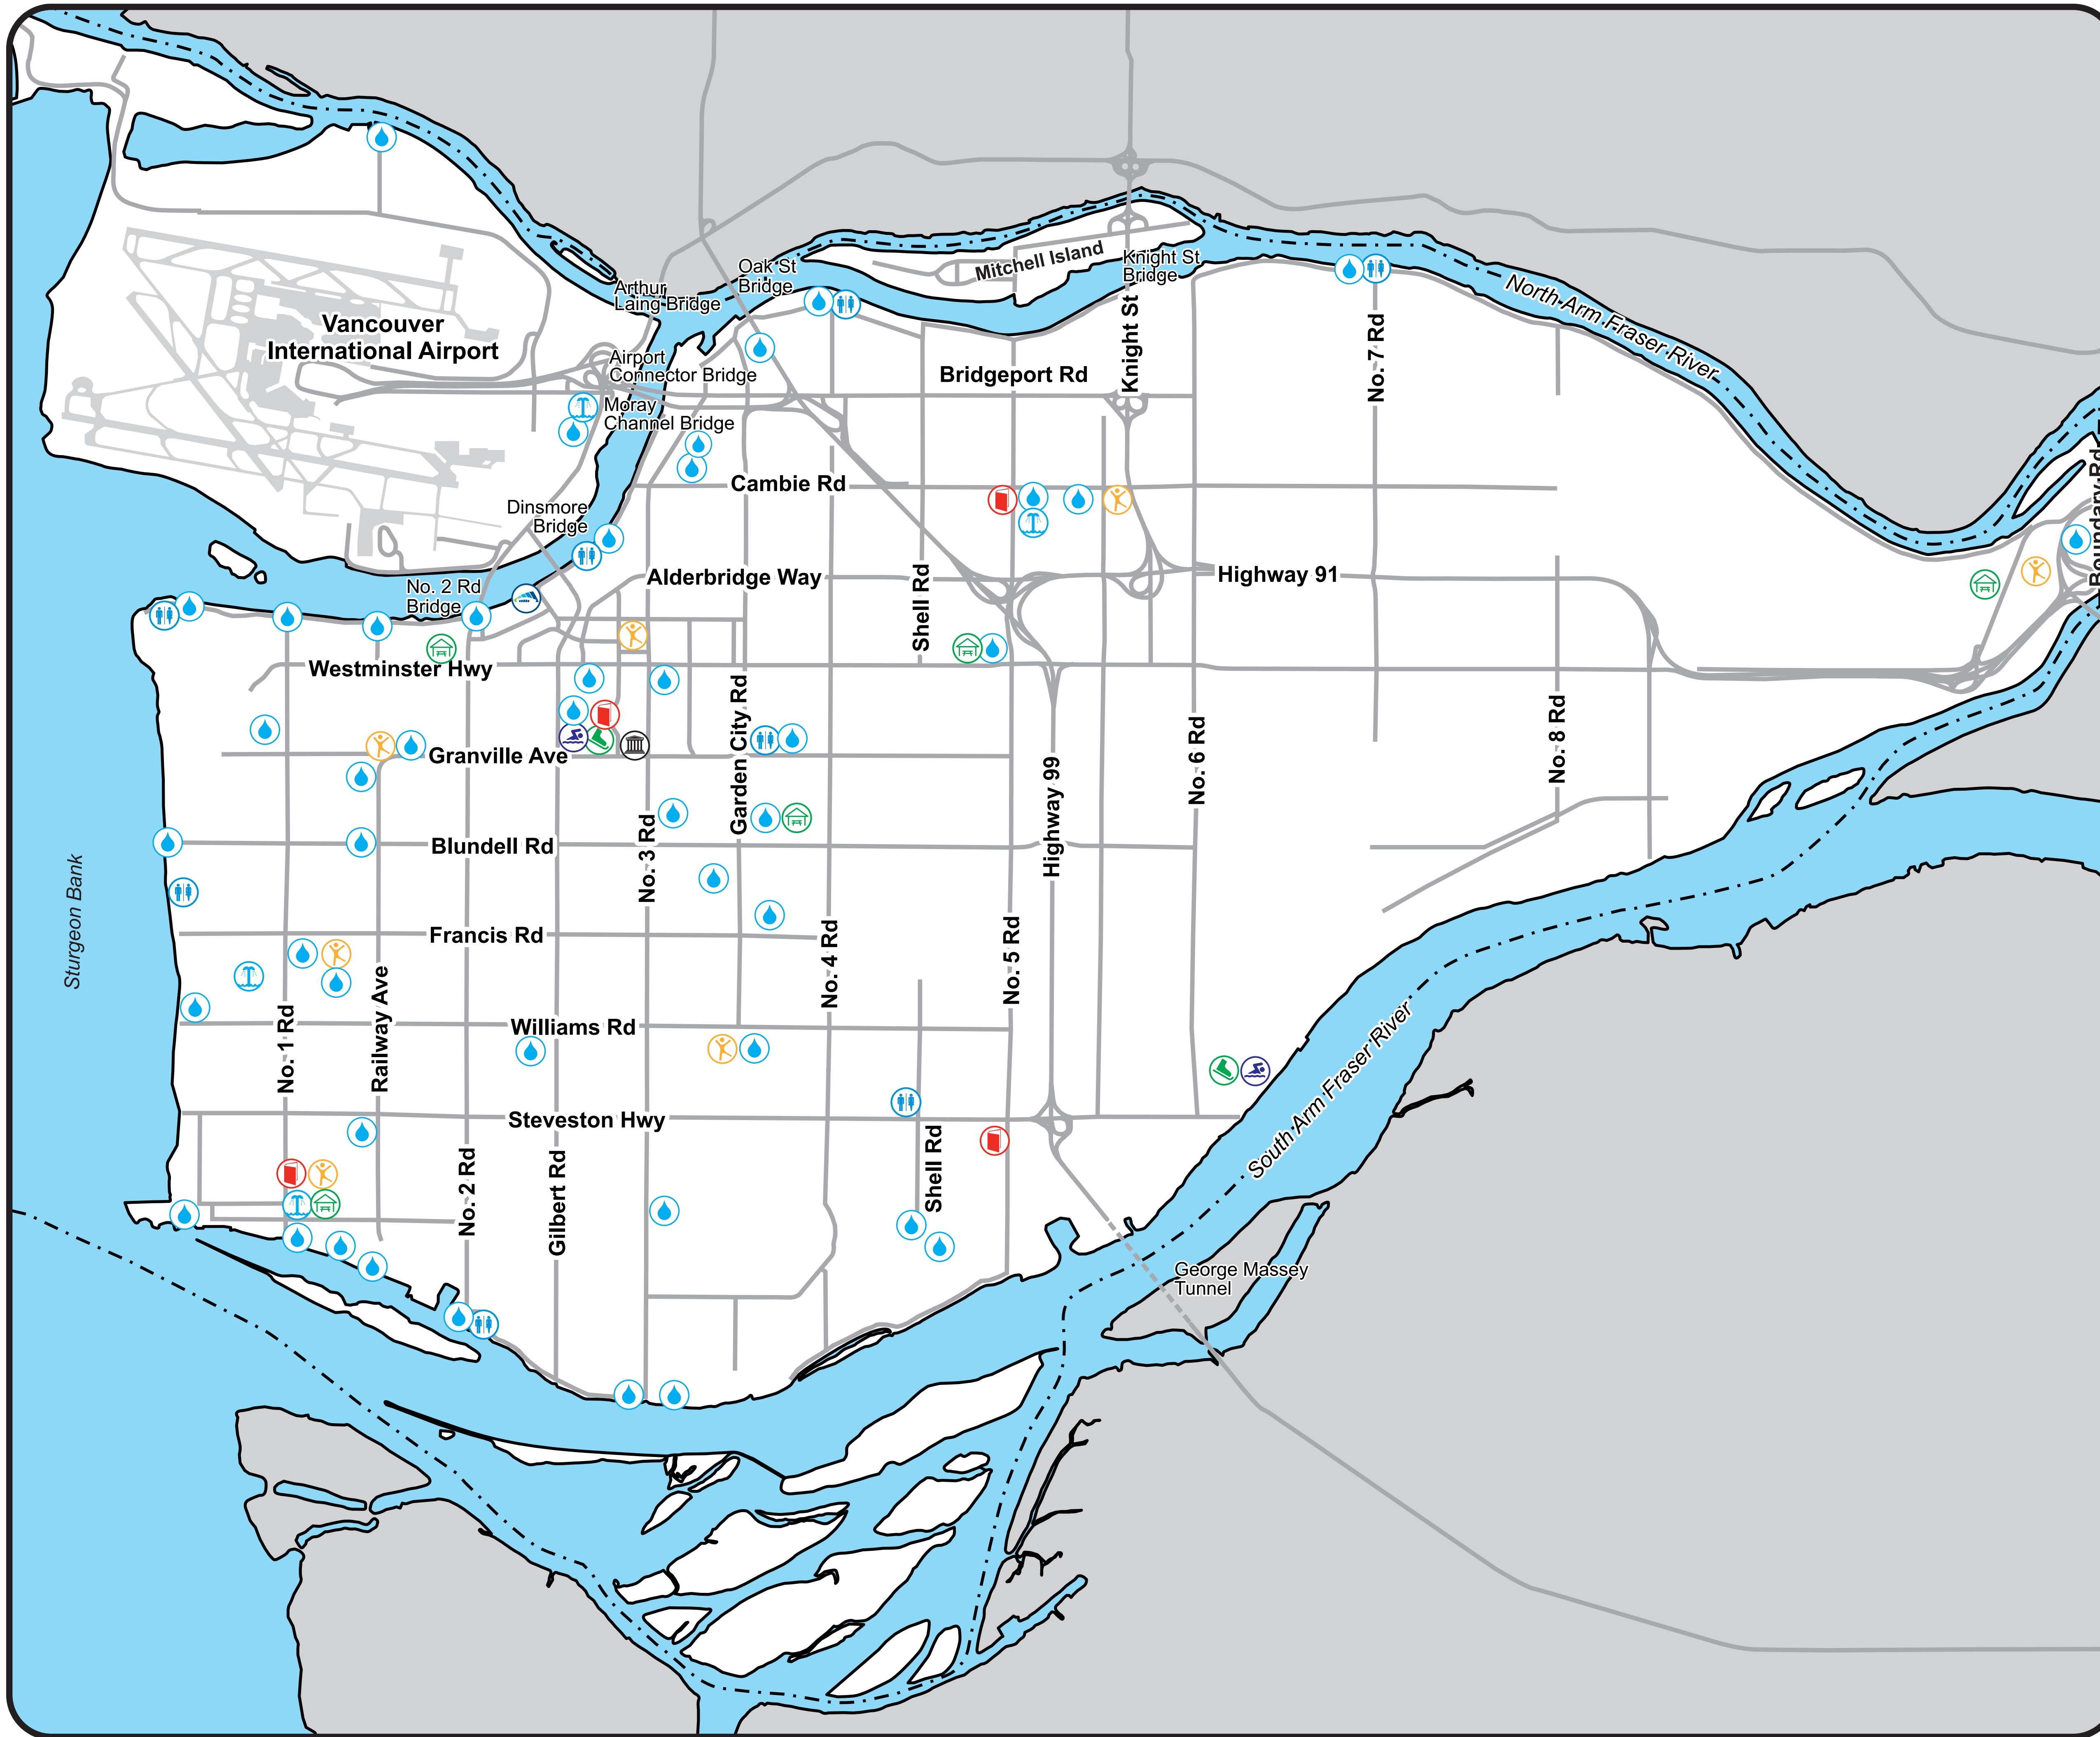 Oak St
Bridge
Arthur
Laing Bridge
Mitchell Island
Knight St
Bridge
North Arm Fraser River
Vancouver
International Airport
Airport
Connector Bridge
Bridgeport Rd
Knight St
No. 7 Rd
Moray
Channel Bridge
Cambie Rd
Dinsmore
Bridge
Boundary Rd
No. 2 Rd
Bridge
Alderbridge Way
Shell Rd
Highway 91
Westminster Hwy
Garden City Rd
No. 6 Rd
No. 8 Rd
Granville Ave
Highway 99
Blundell Rd
No. 3 Rd
Sturgeon Bank
Francis Rd
No. 4 Rd
No. 5 Rd
Railway Ave
No. 1 Rd
Williams Rd
South Arm Fraser River
Steveston Hwy
No. 2 Rd
Gilbert Rd
Shell Rd
George Massey
Tunnel